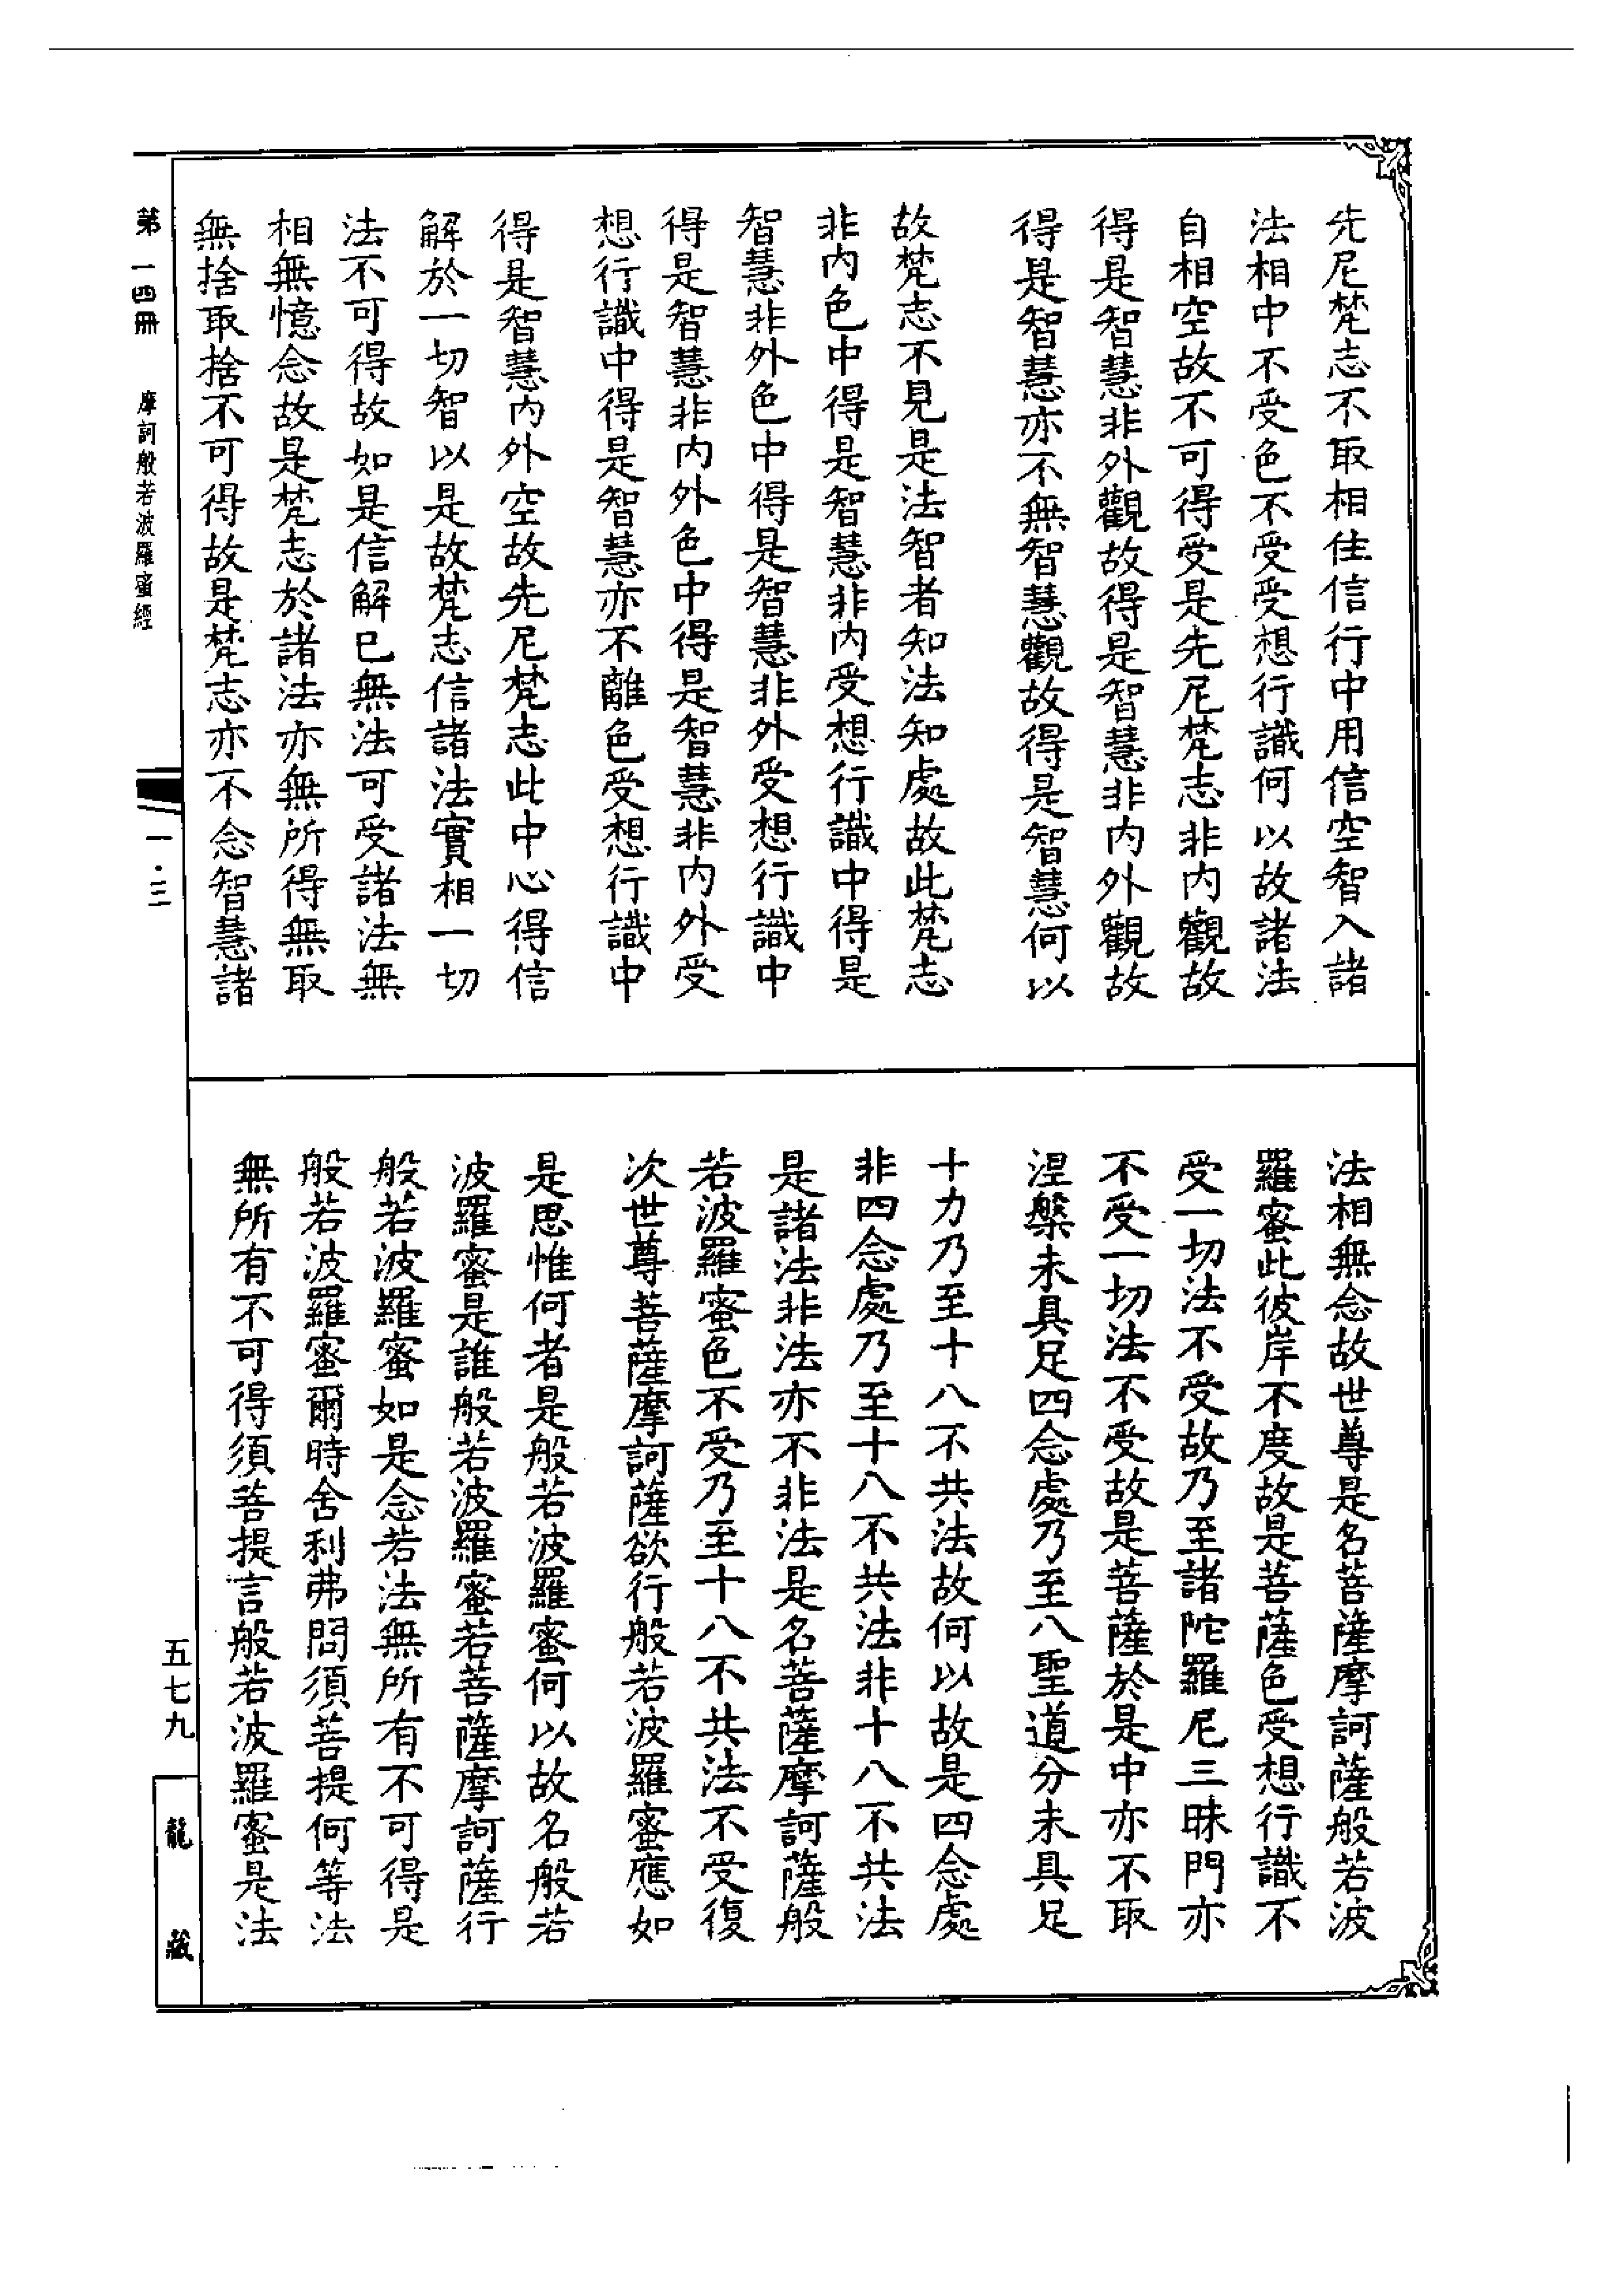 先尼梵志不取相住信行中用信空智入諸
法相中不受色不受受想行識何以故諸法
自相空故不可得受是先尼梵志非內觀故
得是智慧非外觀故得是智慧非內外觀故
得是智慧亦不無智慧觀故得是智慧何以
故梵志不見是法智者知法知處故此梵志
非內色中得是智慧非內受想行識中得是
智慧非外色中得是智慧非外受想行識中
得是智慧非內外色中得是智慧非內外受
想行識中得是智慧亦不離色受想行識中
得是智慧內外空故先尼梵志此中心得信
解於一切智以是故梵志信諸法實相一切
法不可得故如是信解已無法可受諸法無
相無憶念故是梵志於諸法亦無所得無取
無捨取捨不可得故是梵志亦不念智慧諸
法相無念故世尊是名菩薩摩訶薩般若波
羅蜜此彼岸不度故是菩薩色受想行識不
受一切法不受故乃至諸陀羅尼三昧門亦
不受一切法不受故是菩薩於是中亦不取
涅槃未具足四念處乃至八聖道分未具足
十力乃至十八不共法故何以故是四念處
非四念處乃至十八不共法非十八不共法
是諸法非法亦不非法是名菩薩摩訶薩般
若波羅蜜色不受乃至十八不共法不受復
次世尊菩薩摩訶薩欲行般若波羅蜜應如
是思惟何者是般若波羅蜜何以故名般若
波羅蜜是誰般若波羅蜜若菩薩摩訶薩行
般若波羅蜜如是念若法無所有不可得是
般若波羅蜜爾時舍利弗問須菩提何等法
無所有不可得須菩提言般若波羅蜜是法
第一四冊 摩訶般若波羅蜜經
一·三
五七九
龍藏